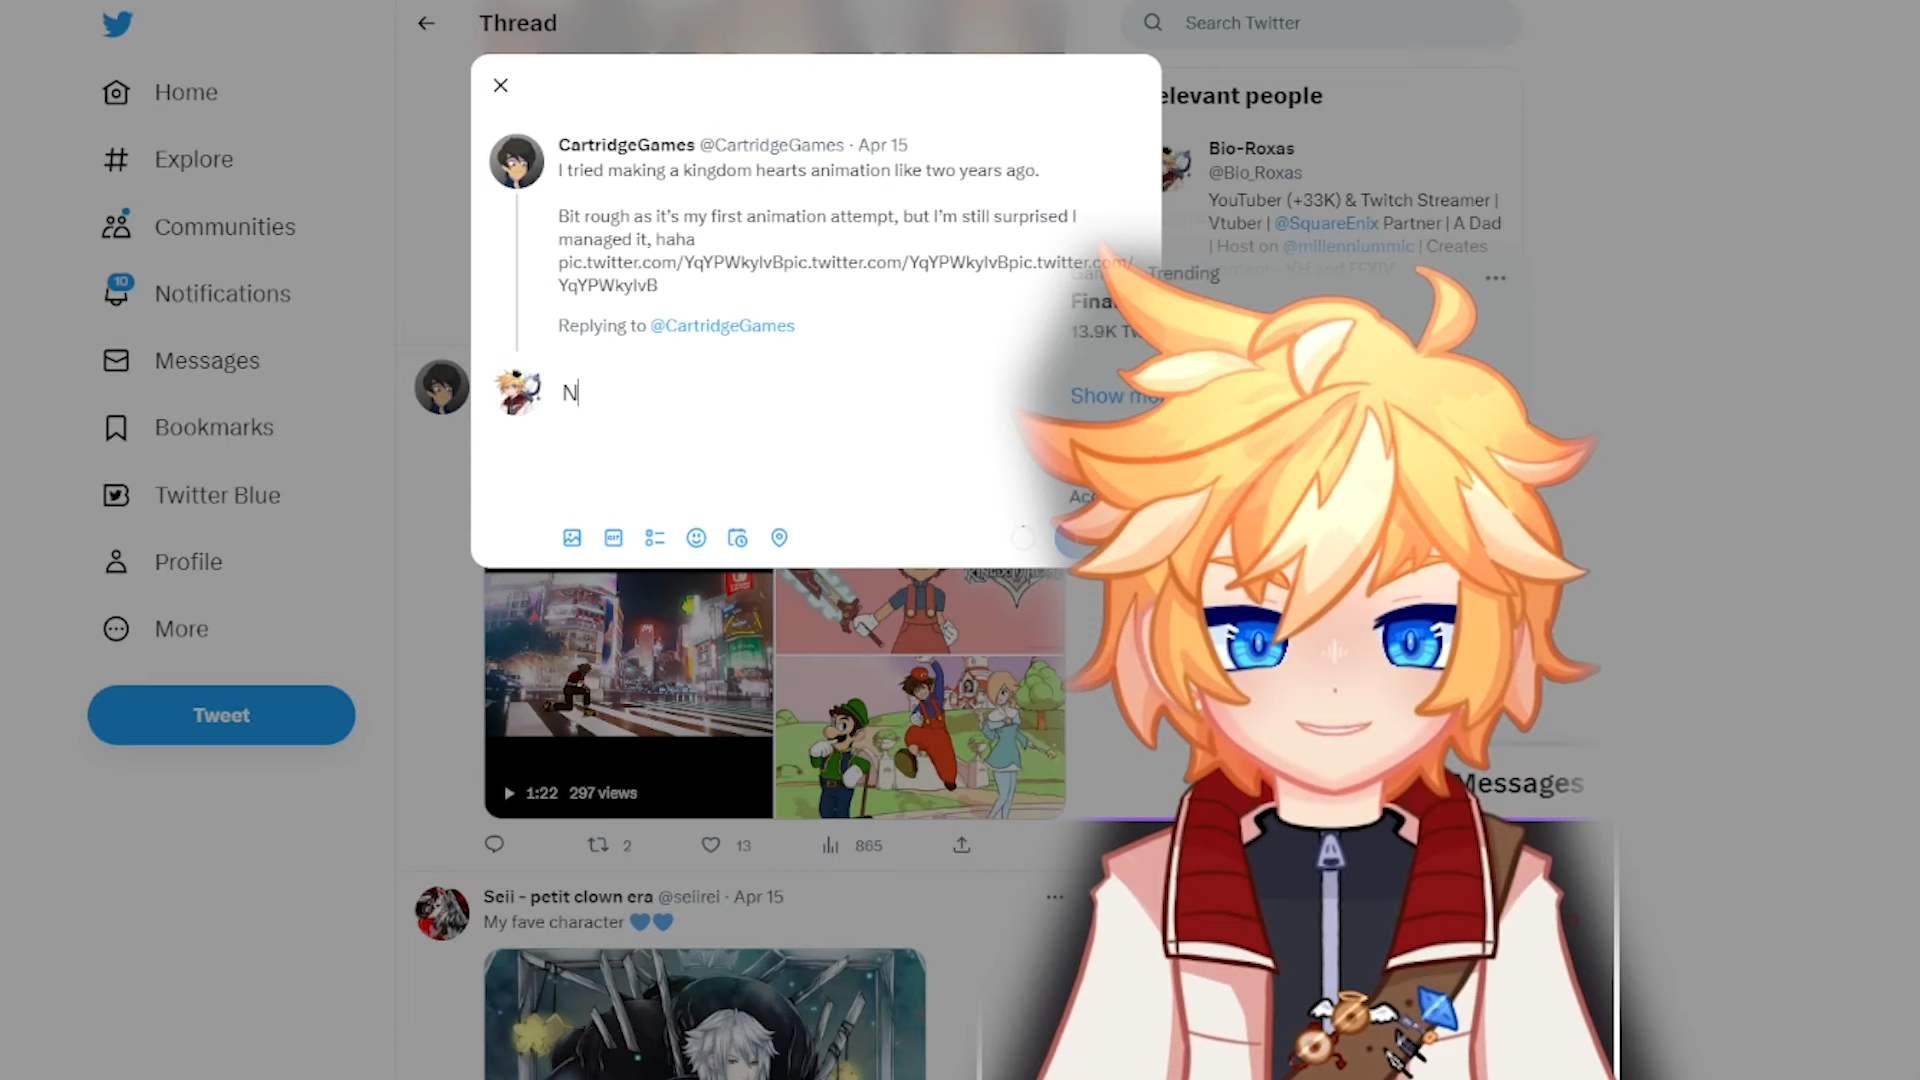 Thread
Search Twitter
Home
Explore
Communities
10
Notifications
Messages
Bookmarks
Twitter Blue
Profile
More
Tweet
CartridgeGames @CartridgeGames · Apr 15
I tried making a kingdom hearts animation like two years ago.
Bit rough as it's my first animation attempt, but I'm still surprised I
managed it, haha
pic.twitter.com/YqYPWkylvBpic.twitter.com/YqYPWkylvBpic.twitter.com/
YqYPWkylvB
Replying to @CartridgeGames
N
GIF
1:22 297 views
2
13
865
Seii - petit clown era @seiirei · Apr 15
My fave character 💙💙
elevant people
Bio-Roxas
@Bio_Roxas
YouTuber (+33K) & Twitch Streamer |
Vtuber | @SquareEnix Partner | A Dad
| Host on @millenniummic | Creates
Trending
Fina
13.9K Tw
Show mo
Messages